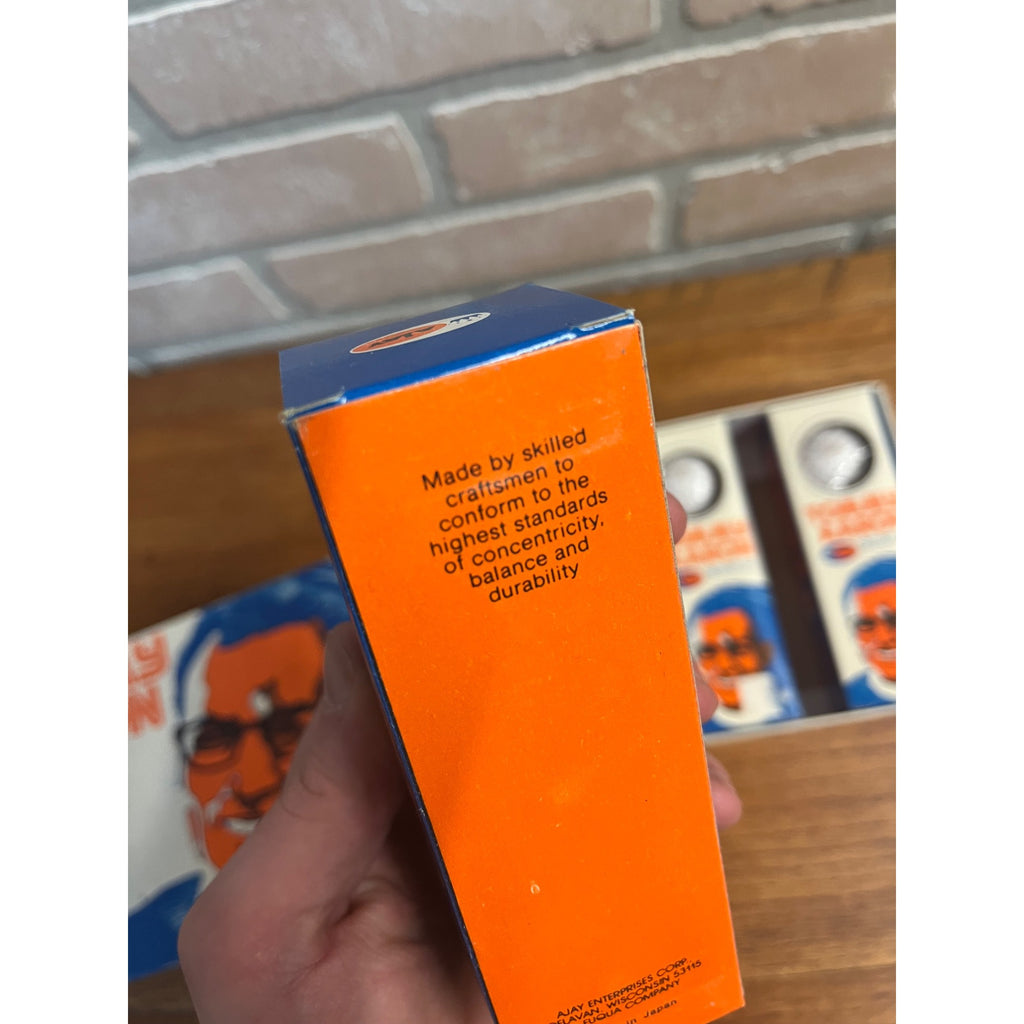 AJAY
Made by skilled
craftsmen to
conform to the
highest standards
of concentricity,
balance and
durability
AJAY ENTERPRISES CORP.
DELAVAN, WISCONSIN 53115
FUQUA COMPANY
in Japan